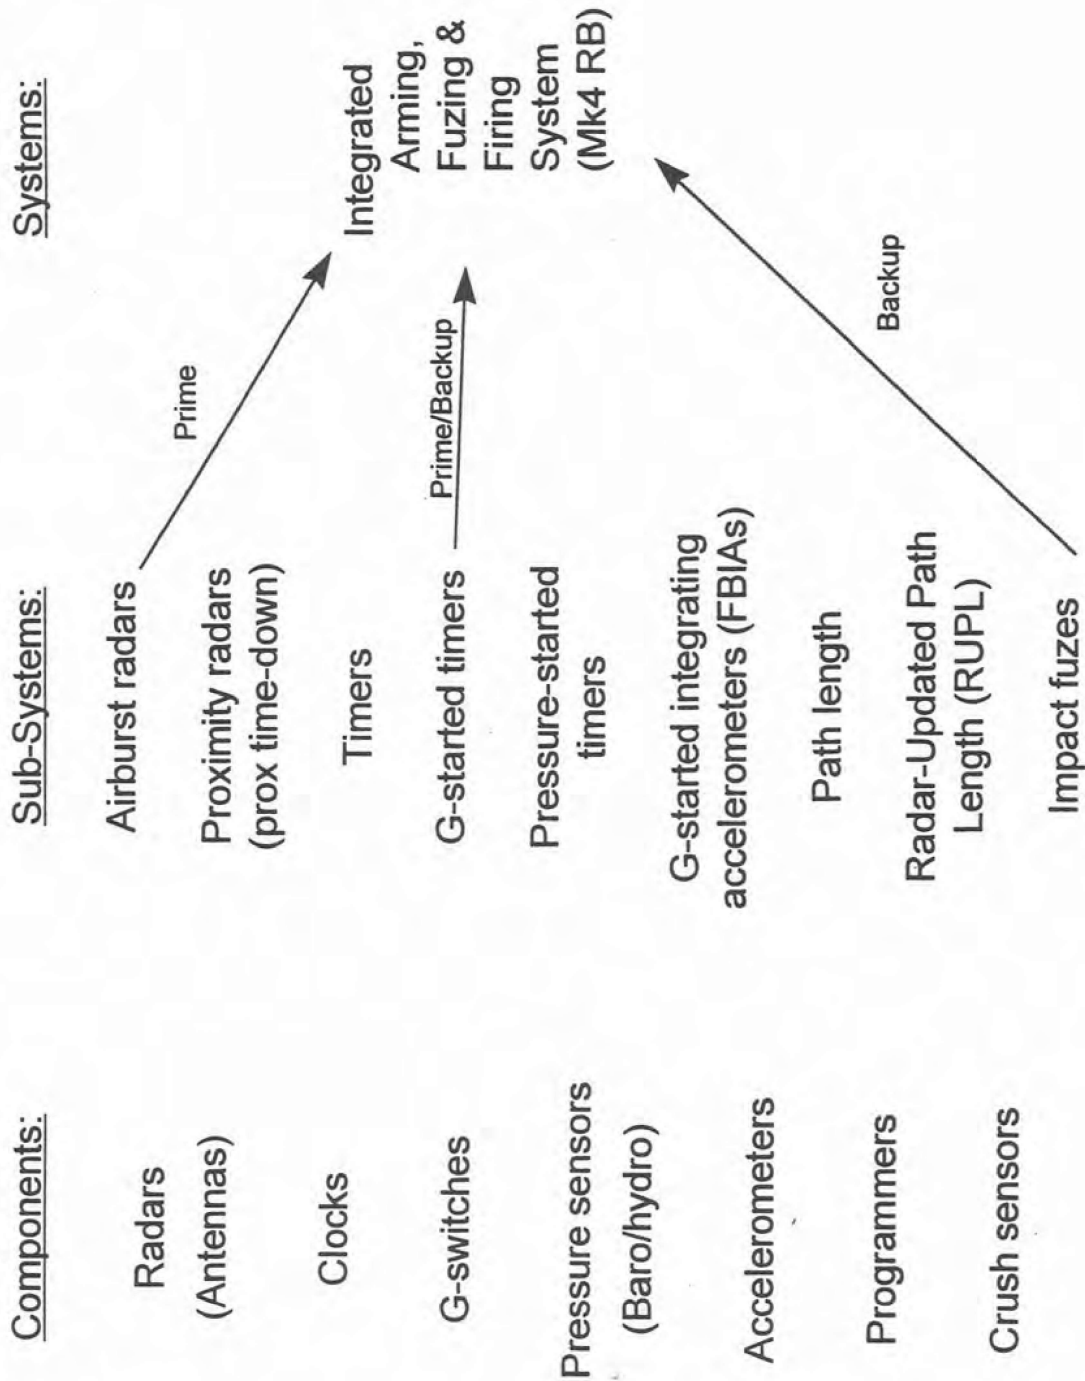 Components:
Radars
(Antennas)
Clocks
G-switches
Pressure sensors
(Baro/hydro)
Accelerometers
Programmers
Crush sensors
Sub-Systems:
Airburst radars
Proximity radars
(prox time-down)
Timers
G-started timers
Pressure-started
timers
G-started integrating
accelerometers (FBIAs)
Path length
Radar-Updated Path
Length (RUPL)
Impact fuzes
Prime
Prime/Backup
Backup
Systems:
Integrated
Arming,
Fuzing &
Firing
System
(Mk4 RB)